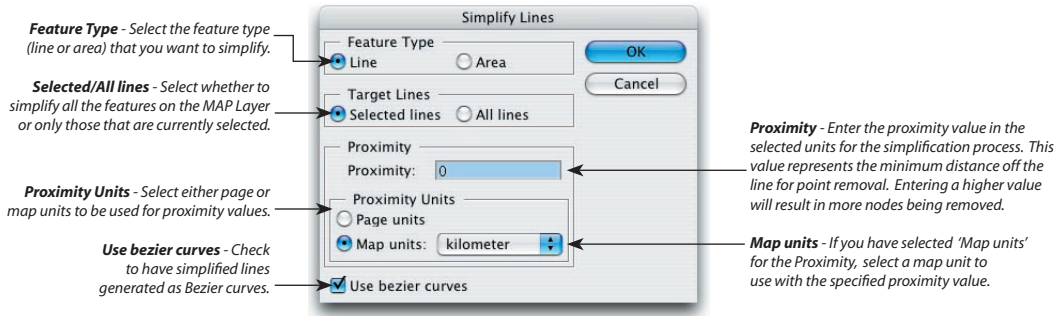 Feature Type - Select the feature type
(line or area) that you want to simplify.
Selected/All lines - Select whether to
simplify all the features on the MAP Layer
or only those that are currently selected.
Proximity Units - Select either page or
map units to be used for proximity values.
Use bezier curves - Check
to have simplified lines
generated as Bezier curves.
Simplify Lines
Feature Type
Line Area
OK
Cancel
Target Lines
Selected lines All lines
Proximity
Proximity: 0
Proximity Units
Page units
Map units: kilometer
Use bezier curves
Proximity - Enter the proximity value in the
selected units for the simplification process. This
value represents the minimum distance off the
line for point removal. Entering a higher value
will result in more nodes being removed.
Map units - If you have selected ‘Map units’
for the Proximity, select a map unit to
use with the specified proximity value.